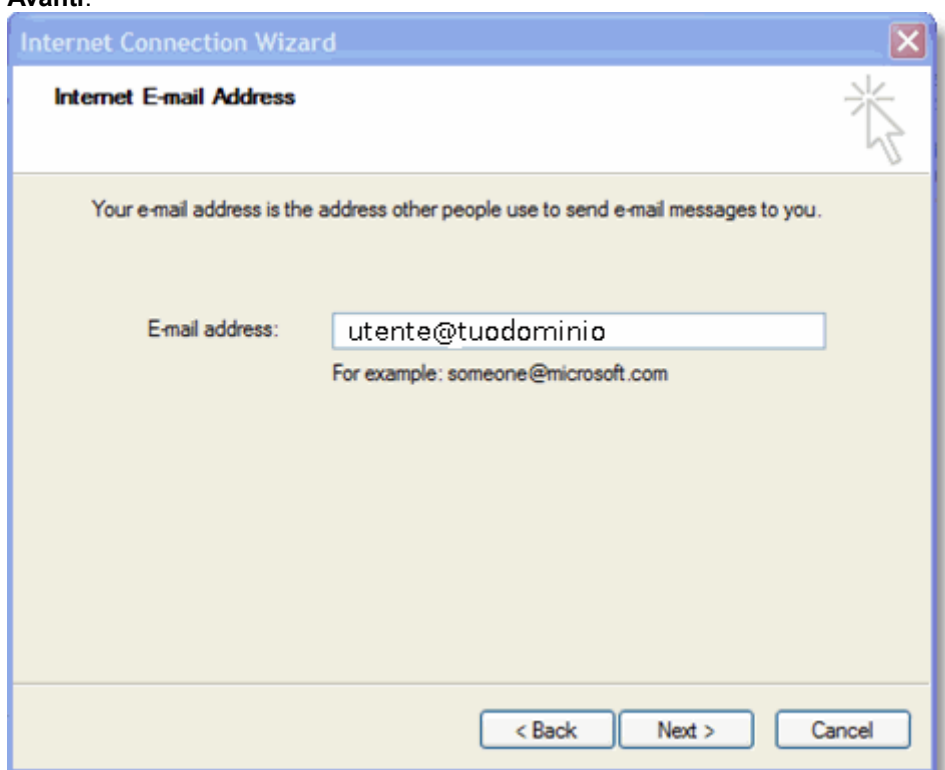 Avanti.
Internet Connection Wizard
Internet E-mail Address
Your e-mail address is the address other people use to send e-mail messages to you.
E-mail address: utente@tuodominio
For example: someone@microsoft.com
< Back Next > Cancel